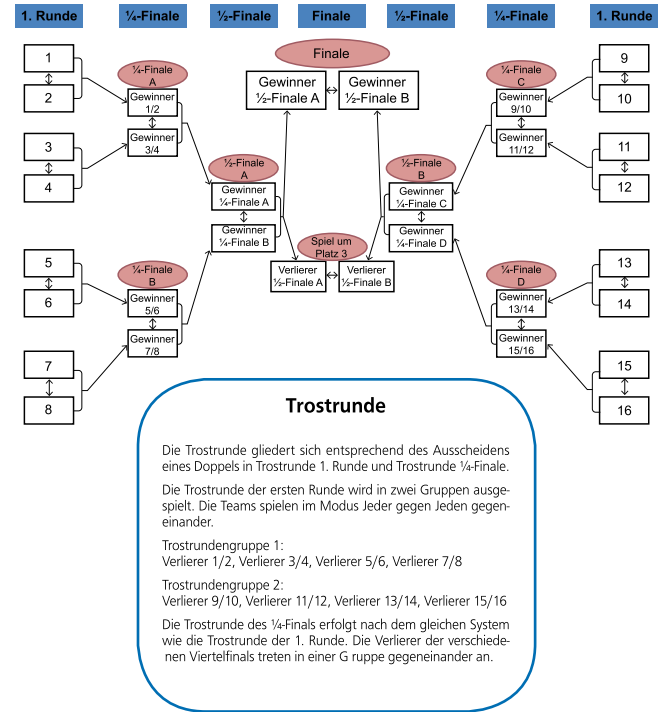 1. Runde
¼-Finale
½-Finale
Finale
½-Finale
¼-Finale
1. Runde
1
2
3
4
5
6
7
8
¼-Finale
A
Gewinner
1/2
Gewinner
3/4
¼-Finale
B
Gewinner
5/6
Gewinner
7/8
½-Finale
A
Gewinner
¼-Finale A
Gewinner
¼-Finale B
Finale
Gewinner
½-Finale A
Gewinner
½-Finale B
Spiel um
Platz 3
Verlierer
½-Finale A
Verlierer
½-Finale B
½-Finale
B
Gewinner
¼-Finale C
Gewinner
¼-Finale D
¼-Finale
C
Gewinner
9/10
Gewinner
11/12
¼-Finale
D
Gewinner
13/14
Gewinner
15/16
9
10
11
12
13
14
15
16
Trostrunde
Die Trostrunde gliedert sich entsprechend des Ausscheidens
eines Doppels in Trostrunde 1. Runde und Trostrunde ¼-Finale.
Die Trostrunde der ersten Runde wird in zwei Gruppen ausge-
spielt. Die Teams spielen im Modus Jeder gegen Jeden gegen-
einander.
Trostrundengruppe 1:
Verlierer 1/2, Verlierer 3/4, Verlierer 5/6, Verlierer 7/8
Trostrundengruppe 2:
Verlierer 9/10, Verlierer 11/12, Verlierer 13/14, Verlierer 15/16
Die Trostrunde des ¼-Finals erfolgt nach dem gleichen System
wie die Trostrunde der 1. Runde. Die Verlierer der verschiede-
nen Viertelfinals treten in einer G ruppe gegeneinander an.